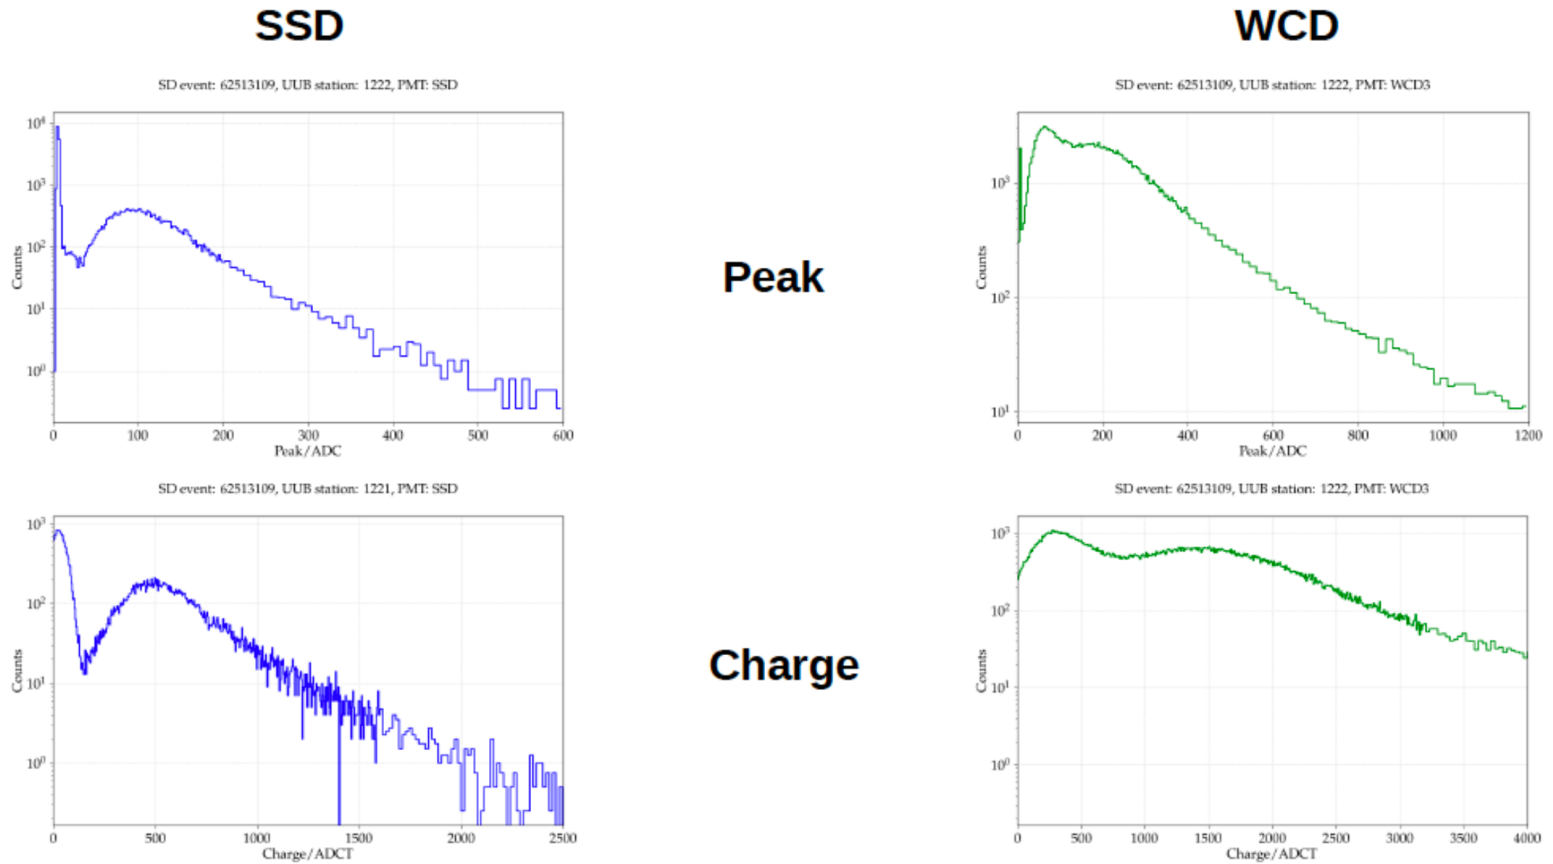 SSD
WCD
SD event: 62513109, UUB station: 1222, PMT: SSD
10⁴
10³
10²
10¹
10⁰
Counts
0 100 200 300 400 500 600
Peak/ADC
SD event: 62513109, UUB station: 1222, PMT: WCD3
10³
10²
10¹
Counts
0 200 400 600 800 1000 1200
Peak/ADC
Peak
SD event: 62513109, UUB station: 1221, PMT: SSD
10³
10²
10¹
10⁰
Counts
0 500 1000 1500 2000 2500
Charge/ADCT
SD event: 62513109, UUB station: 1222, PMT: WCD3
10³
10²
10¹
10⁰
Counts
0 500 1000 1500 2000 2500 3000 3500 4000
Charge/ADCT
Charge